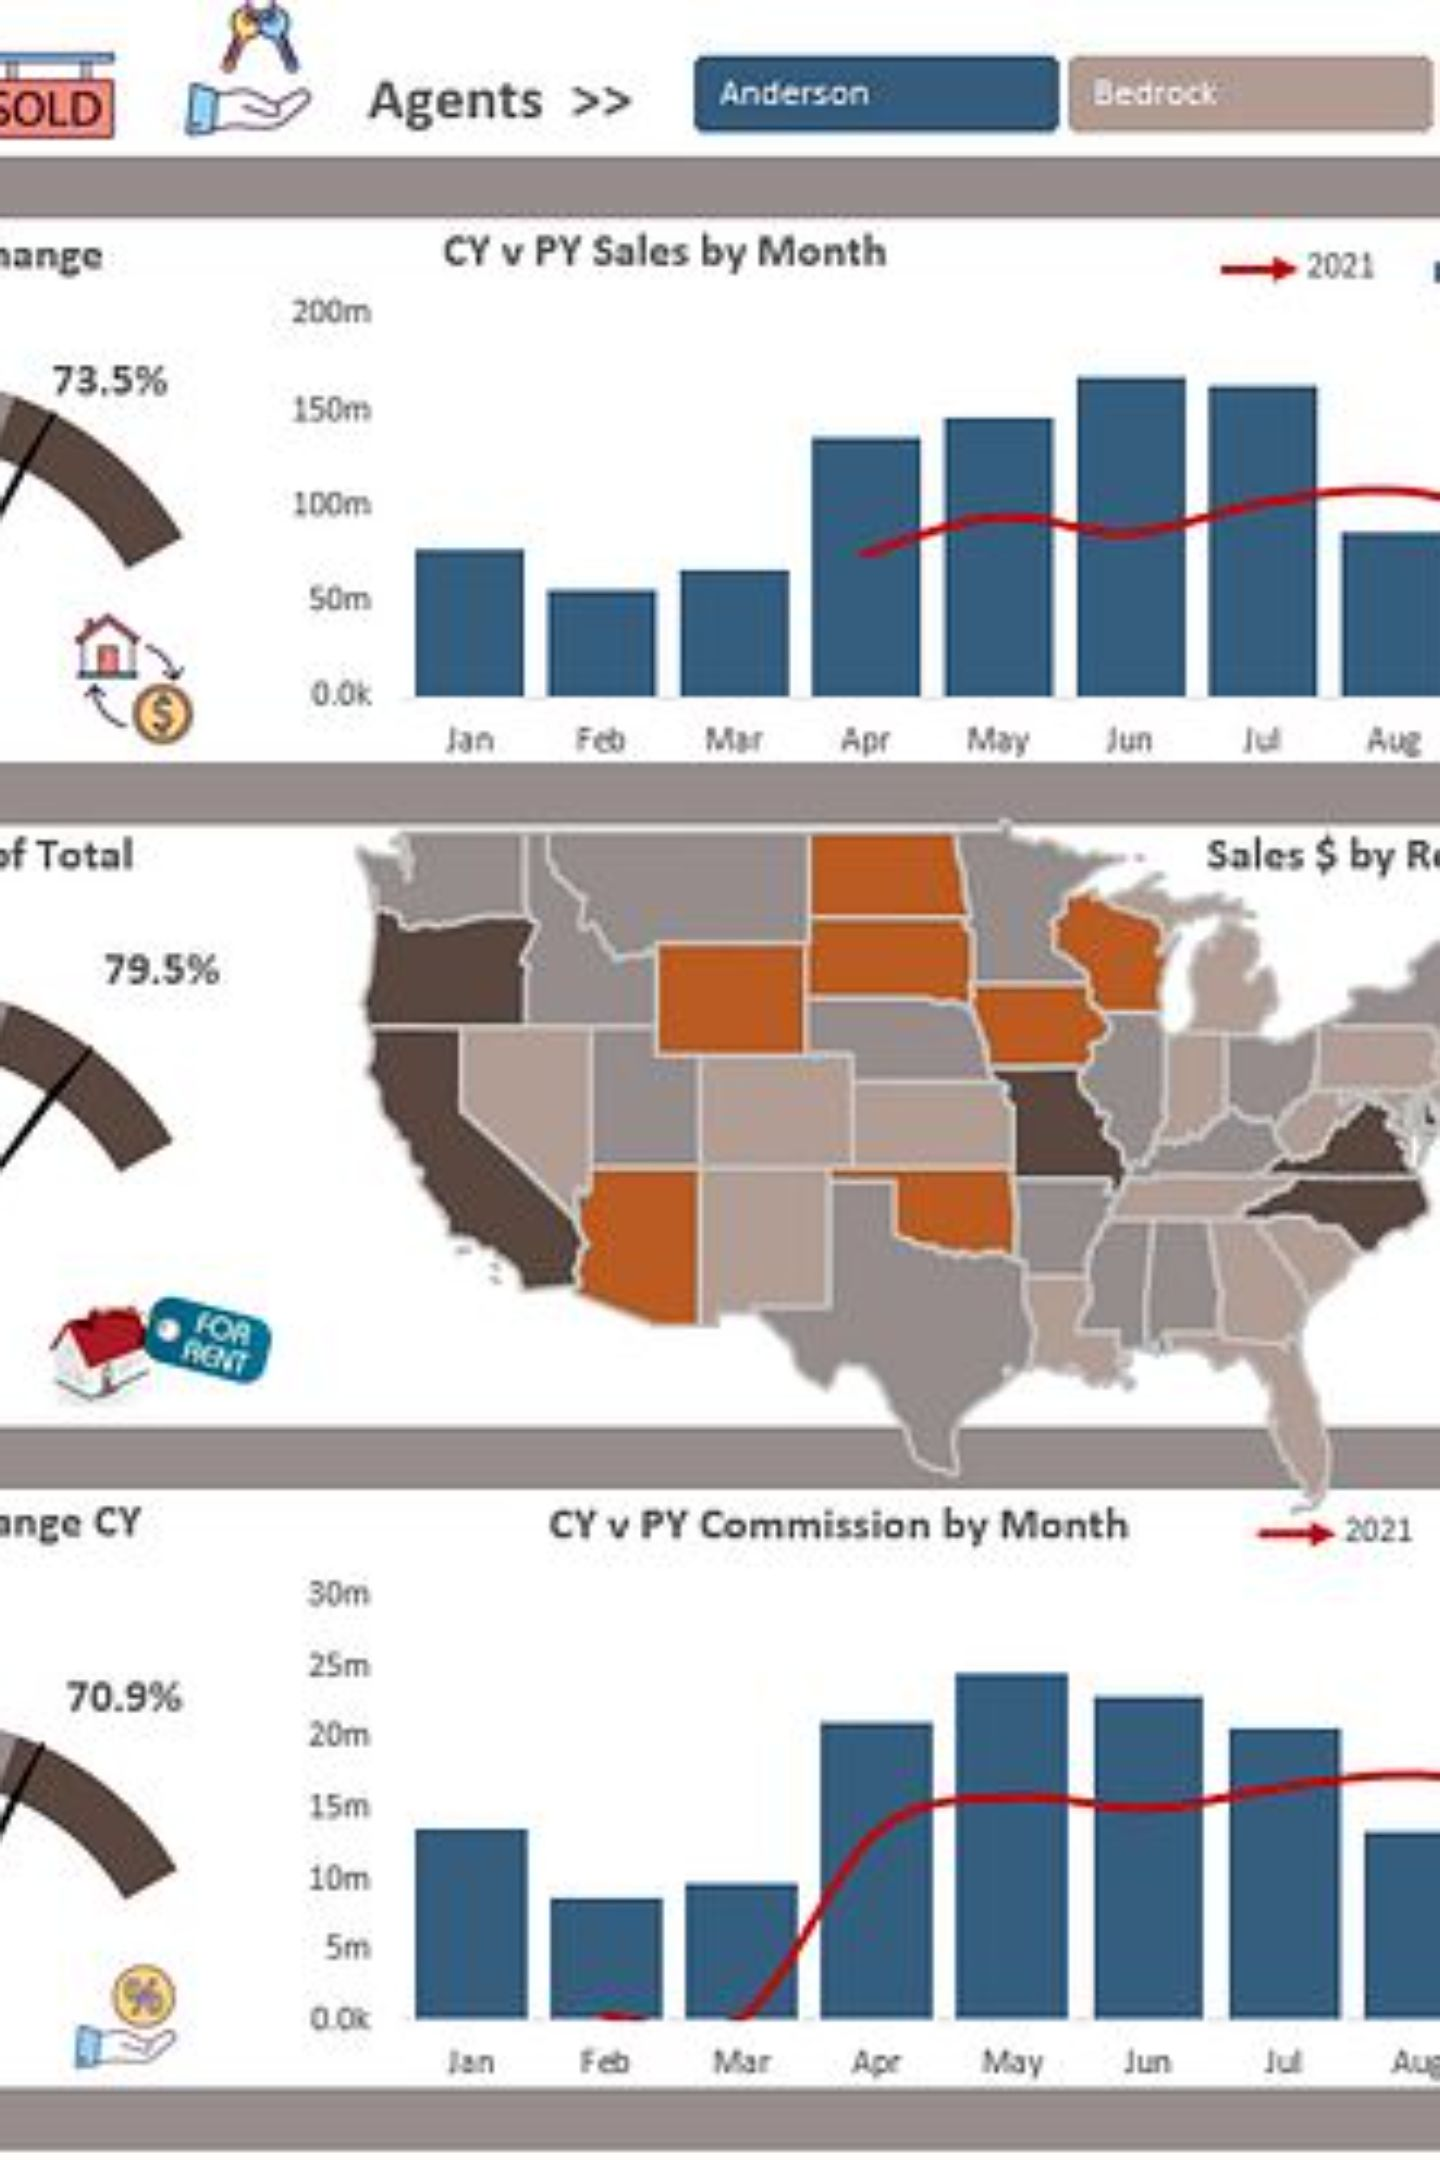 SOLD
Agents >>
Anderson
Bedrock
hange
CY v PY Sales by Month
2021
73.5%
200m
150m
100m
50m
0.0k
Jan Feb Mar Apr May Jun Jul Aug
of Total
Sales $ by Re
79.5%
FOR
RENT
ange CY
CY v PY Commission by Month
2021
70.9%
30m
25m
20m
15m
10m
5m
0.0k
%
Jan Feb Mar Apr May Jun Jul Aug